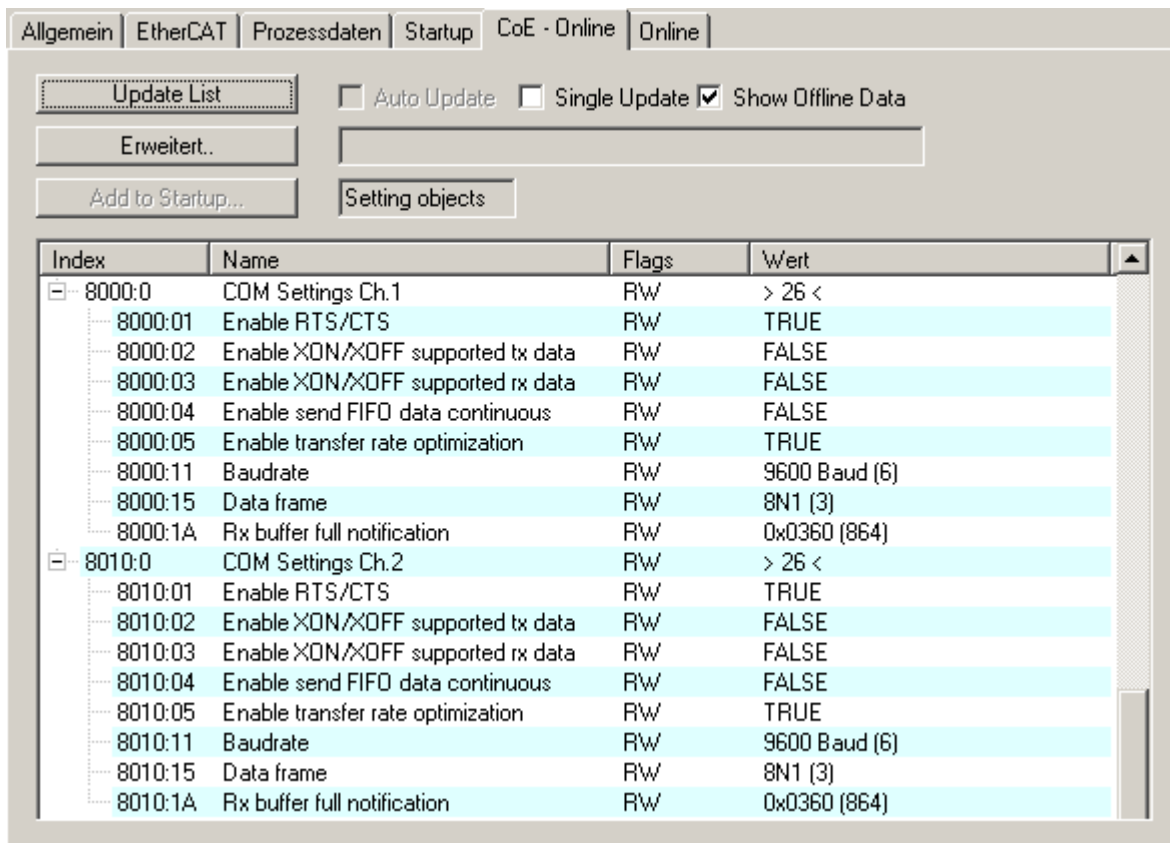 Allgemein EtherCAT Prozessdaten Startup CoE - Online Online
Update List Auto Update Single Update Show Offline Data
Erweitert..
Add to Startup... Setting objects
Index Name Flags Wert
8000:0 COM Settings Ch.1 RW > 26 <
8000:01 Enable RTS/CTS RW TRUE
8000:02 Enable XON/XOFF supported tx data RW FALSE
8000:03 Enable XON/XOFF supported rx data RW FALSE
8000:04 Enable send FIFO data continuous RW FALSE
8000:05 Enable transfer rate optimization RW TRUE
8000:11 Baudrate RW 9600 Baud (6)
8000:15 Data frame RW 8N1 (3)
8000:1A Rx buffer full notification RW 0x0360 (864)
8010:0 COM Settings Ch.2 RW > 26 <
8010:01 Enable RTS/CTS RW TRUE
8010:02 Enable XON/XOFF supported tx data RW FALSE
8010:03 Enable XON/XOFF supported rx data RW FALSE
8010:04 Enable send FIFO data continuous RW FALSE
8010:05 Enable transfer rate optimization RW TRUE
8010:11 Baudrate RW 9600 Baud (6)
8010:15 Data frame RW 8N1 (3)
8010:1A Rx buffer full notification RW 0x0360 (864)